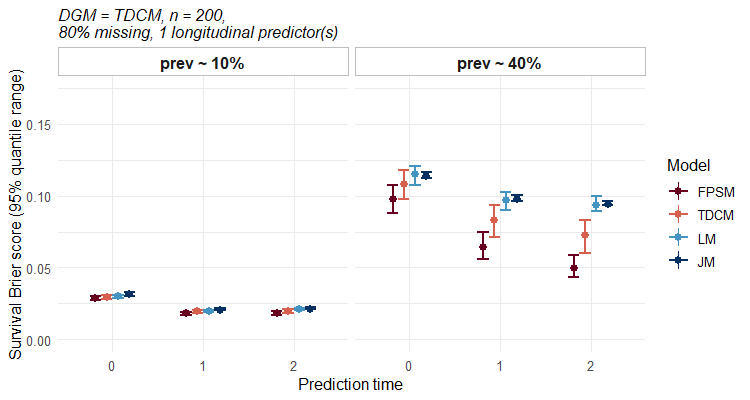 DGM = TDCM, n = 200,
80% missing, 1 longitudinal predictor(s)
prev ~ 10%
prev ~ 40%
Survival Brier score (95% quantile range)
0.15
0.10
0.05
0.00
0 1 2
0 1 2
Prediction time
Model
FPSM
TDCM
LM
JM